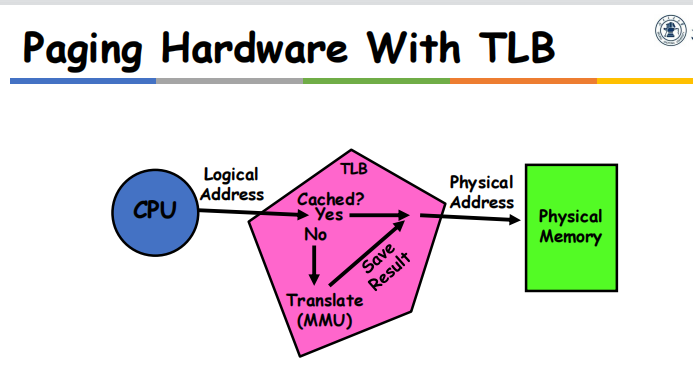 Paging Hardware With TLB
CPU
Logical
Address
TLB
Cached?
Yes
No
Save
Result
Translate
(MMU)
Physical
Address
Physical
Memory